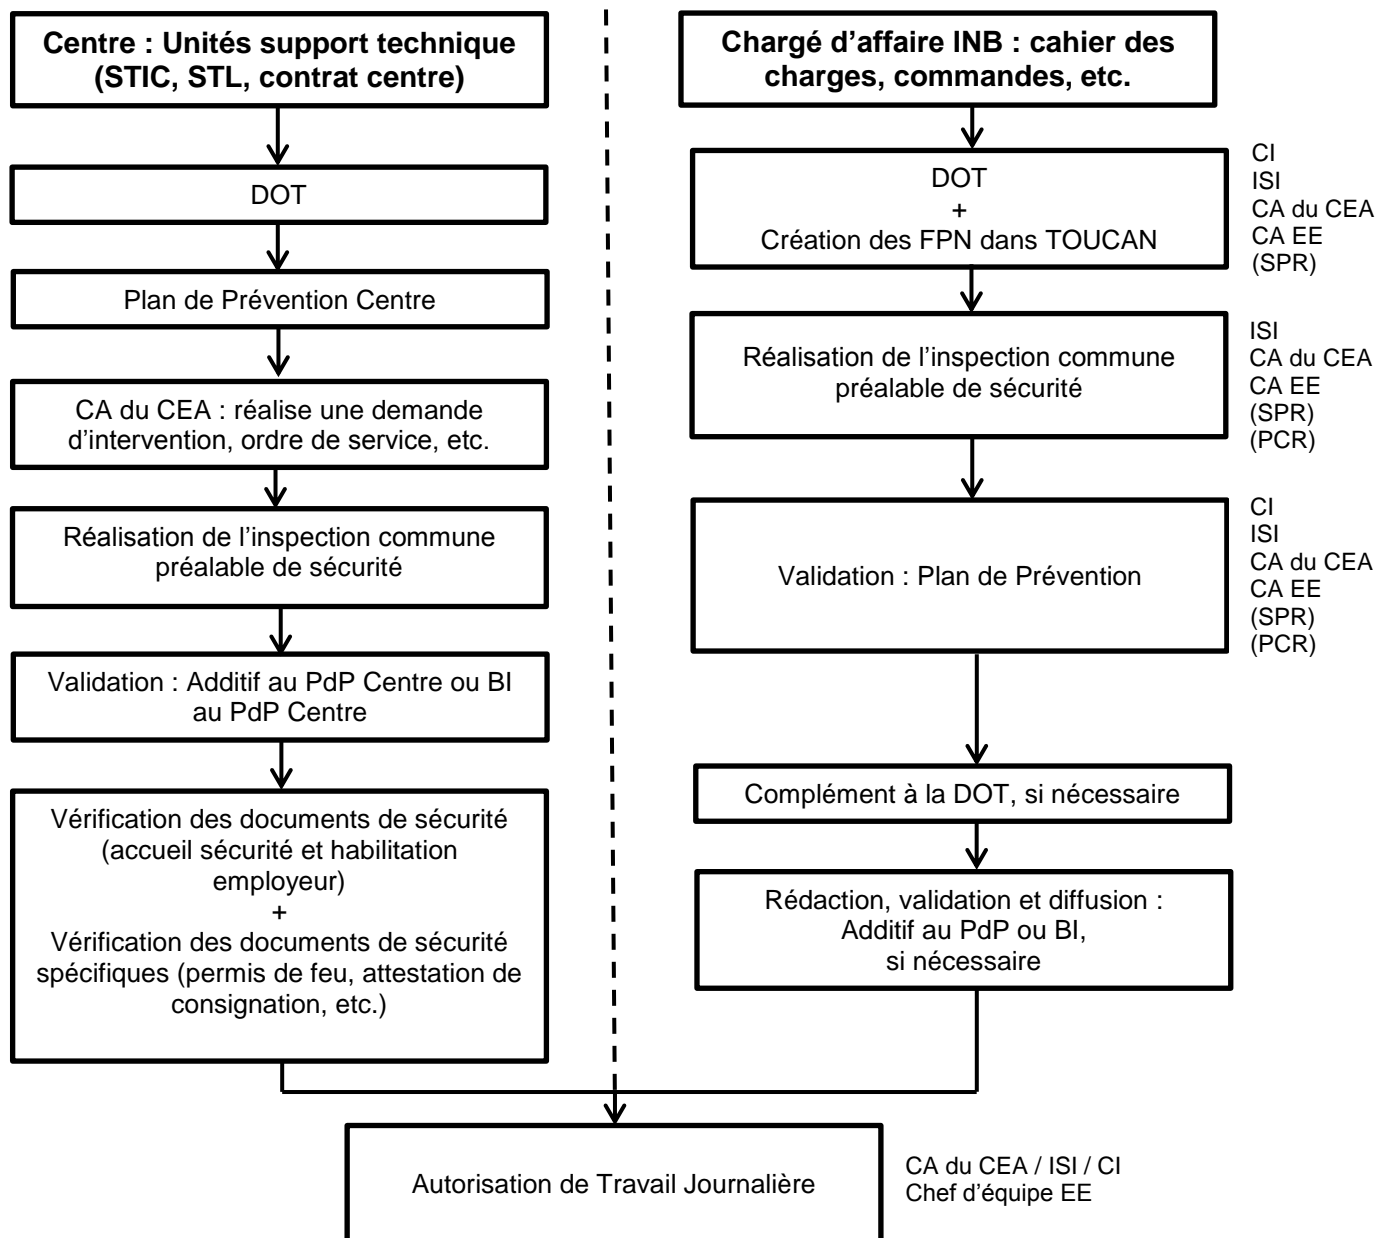 Centre : Unités support technique
(STIC, STL, contrat centre)
DOT
Plan de Prévention Centre
CA du CEA : réalise une demande
d'intervention, ordre de service, etc.
Réalisation de l'inspection commune
préalable de sécurité
Validation : Additif au PdP Centre ou BI
au PdP Centre
Vérification des documents de sécurité
(accueil sécurité et habilitation
employeur)
+
Vérification des documents de sécurité
spécifiques (permis de feu, attestation de
consignation, etc.)
Chargé d'affaire INB : cahier des
charges, commandes, etc.
DOT
+
Création des FPN dans TOUCAN
CI
ISI
CA du CEA
CA EE
(SPR)
Réalisation de l'inspection commune
préalable de sécurité
ISI
CA du CEA
CA EE
(SPR)
(PCR)
Validation : Plan de Prévention
CI
ISI
CA du CEA
CA EE
(SPR)
(PCR)
Complément à la DOT, si nécessaire
Rédaction, validation et diffusion :
Additif au PdP ou BI,
si nécessaire
Autorisation de Travail Journalière
CA du CEA / ISI / CI
Chef d'équipe EE